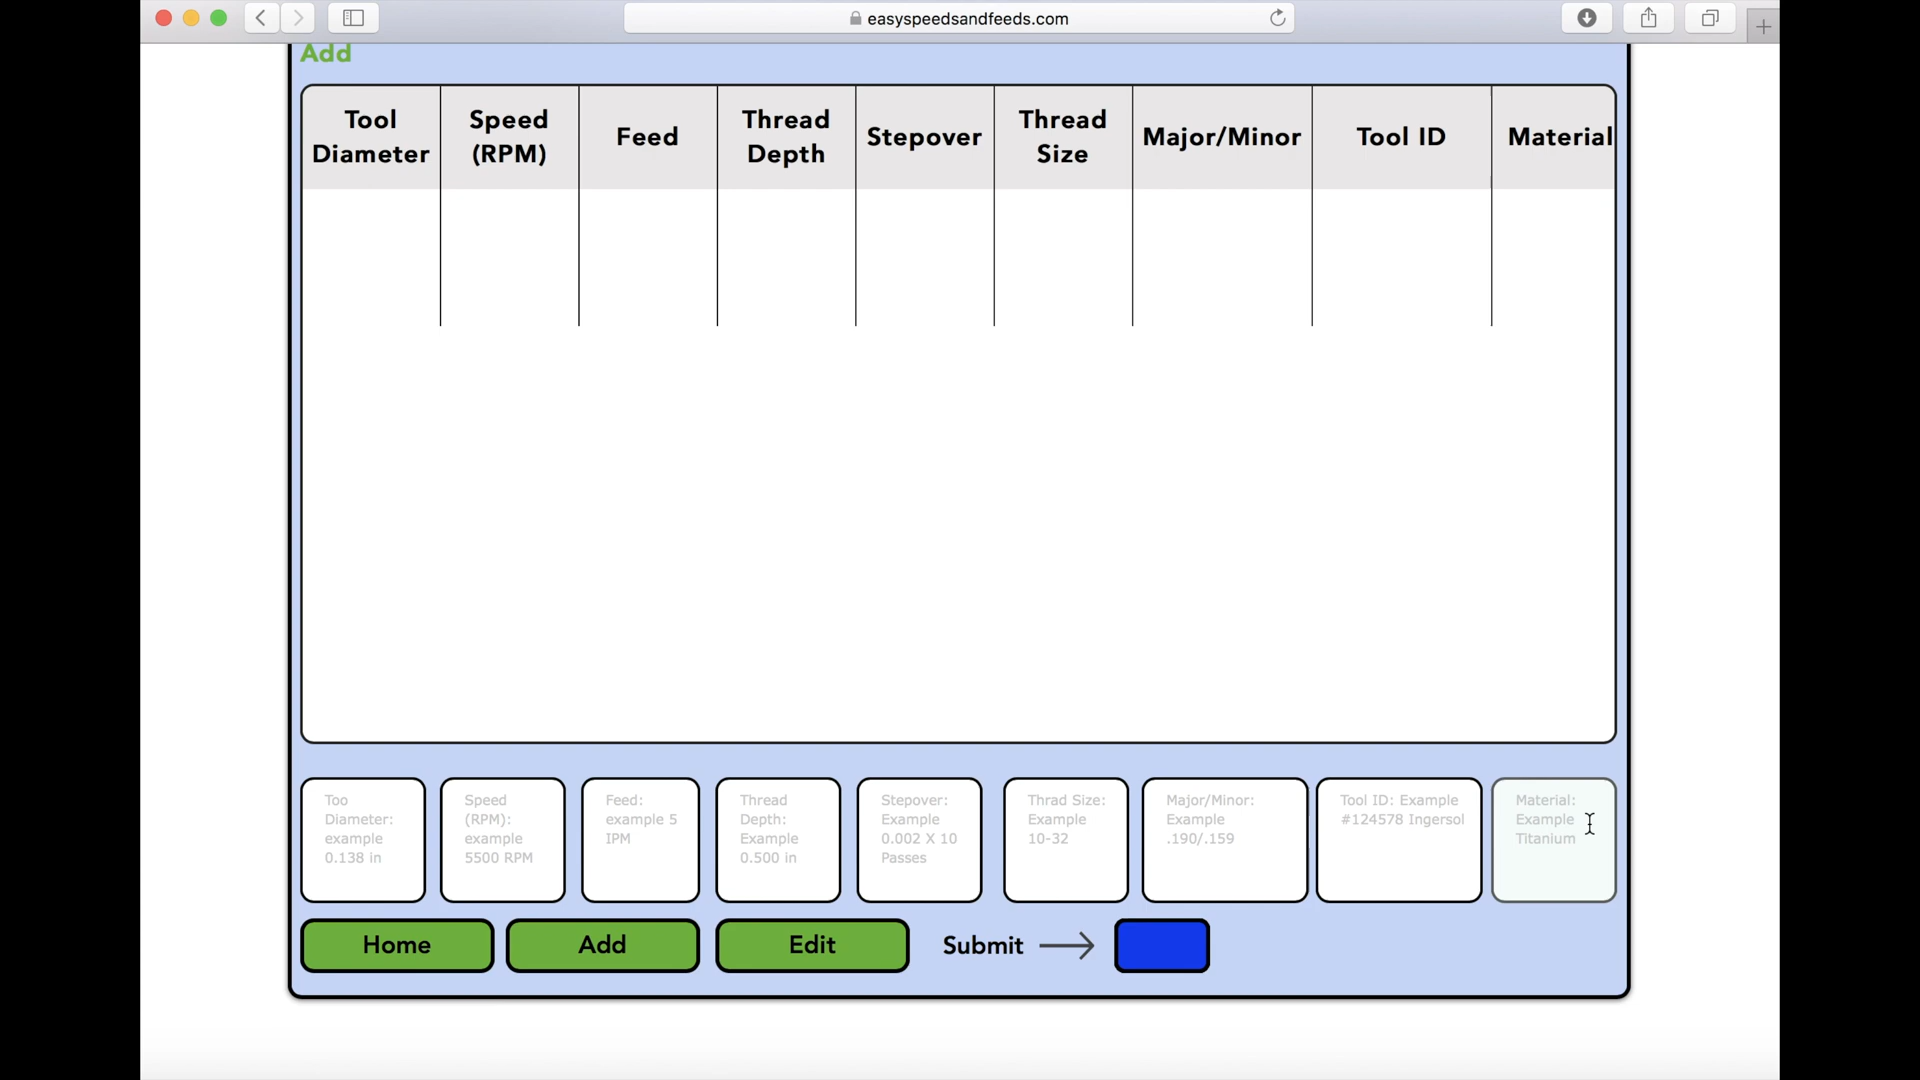 easyspeedsandfeeds.com
Add
Tool
Diameter
Speed
(RPM)
Feed
Thread
Depth
Stepover
Thread
Size
Major/Minor
Tool ID
Material
Too
Diameter:
example
0.138 in
Speed
(RPM):
example
5500 RPM
Feed:
example 5
IPM
Thread
Depth:
Example
0.500 in
Stepover:
Example
0.002 X 10
Passes
Thrad Size:
Example
10-32
Major/Minor:
Example
.190/.159
Tool ID: Example
#124578 Ingersol
Material:
Example
Titanium
Home
Add
Edit
Submit